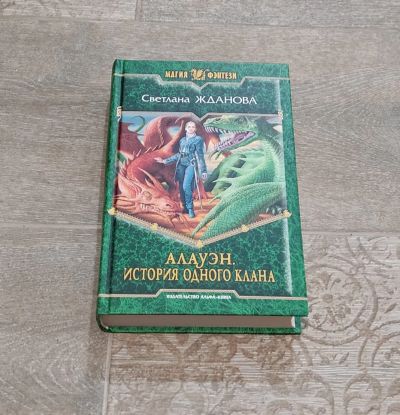 МАГИЯ ФЭНТЕЗИ
Светлана ЖДАНОВА
АЛАУЭН.
ИСТОРИЯ ОДНОГО КЛАНА
ИЗДАТЕЛЬСТВО АЛЬФА-КНИГА